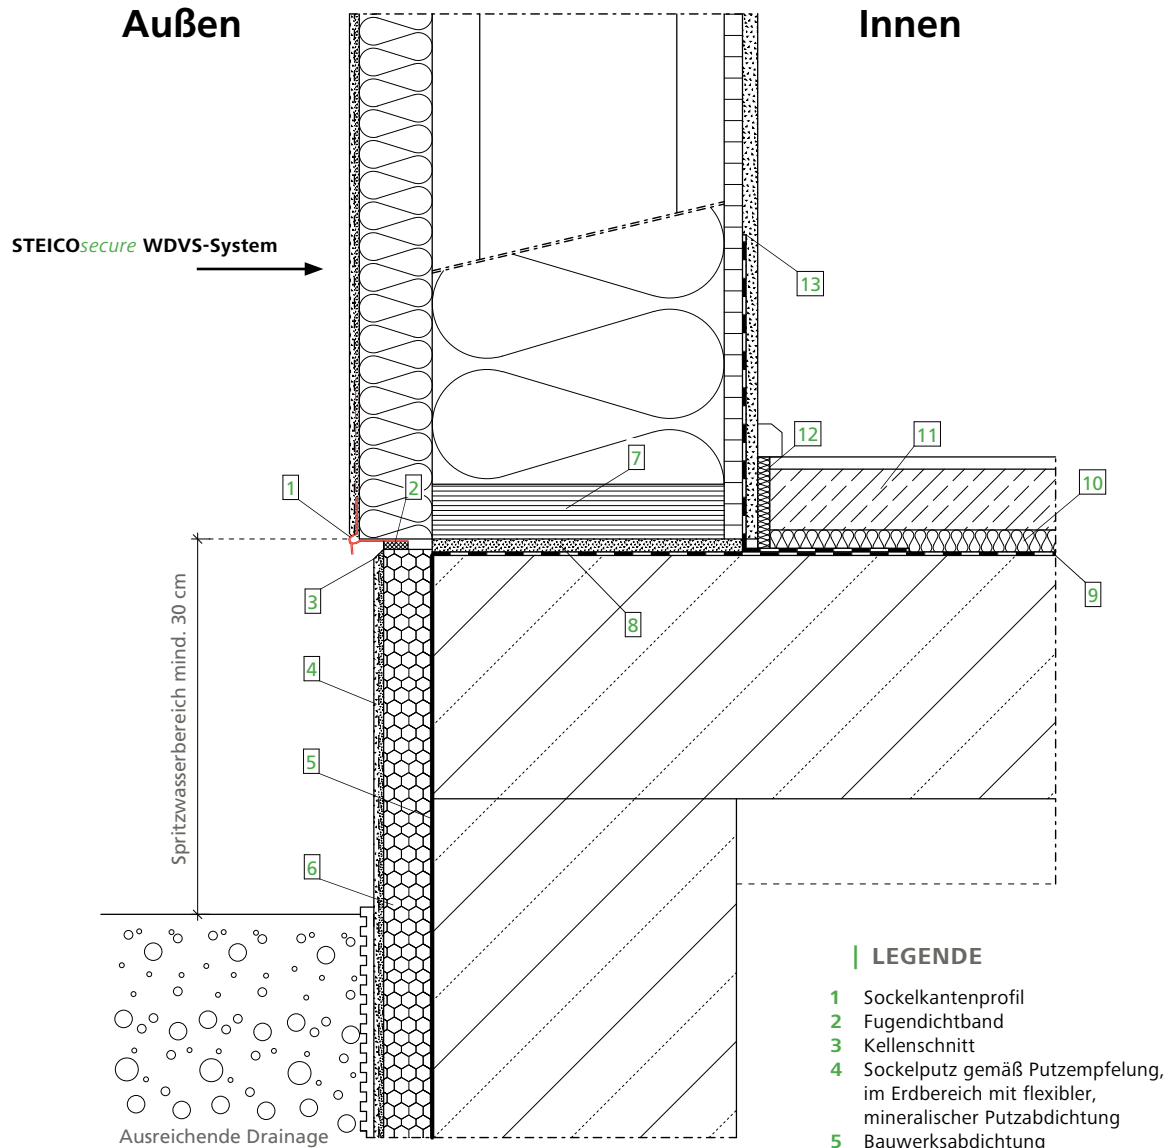 Außen
Innen
STEICOsecure WDVS-System
13
12
11
7
10
1
2
3
8
9
4
Spritzwasserbereich mind. 30 cm
5
6
| LEGENDE
1 Sockelkantenprofil
2 Fugendichtband
3 Kellenschnitt
4 Sockelputz gemäß Putzempfelung,
im Erdbereich mit flexibler,
mineralischer Putzabdichtung
5 Bauwerksabdichtung
Ausreichende Drainage